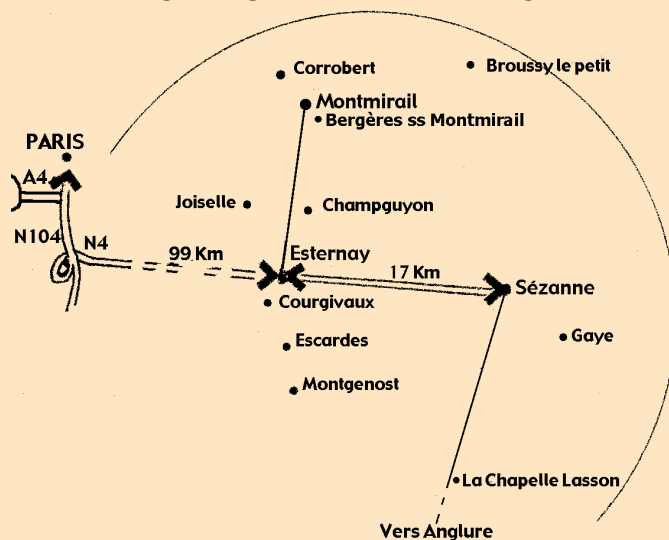 Corrobert
Broussy le petit
Montmirail
Bergères ss Montmirail
PARIS
A4
Joiselle
Champguyon
N104
N4
99 Km
Esternay
17 Km
Sézanne
Courgivaux
Escardes
Gaye
Montgenost
La Chapelle Lasson
Vers Anglure